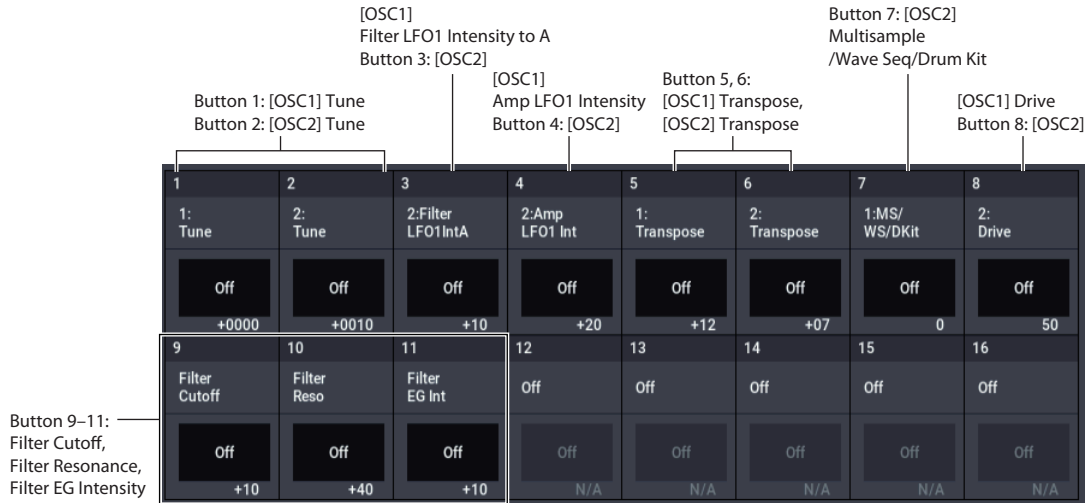 [OSC1]
Filter LFO1 Intensity to A
Button 3: [OSC2]
Button 7: [OSC2]
Multisample
/Wave Seq/Drum Kit
[OSC1]
Amp LFO1 Intensity
Button 4: [OSC2]
Button 5, 6:
[OSC1] Transpose,
[OSC2] Transpose
Button 1: [OSC1] Tune
Button 2: [OSC2] Tune
[OSC1] Drive
Button 8: [OSC2]
1 2 3 4 5 6 7 8
1:
Tune
2:
Tune
2:Filter
LFO1IntA
2:Amp
LFO1 Int
1:
Transpose
2:
Transpose
1:MS/
WS/DKit
2:
Drive
Off Off Off Off Off Off Off Off
+0000 +0010 +10 +20 +12 +07 0 50
9 10 11 12 13 14 15 16
Filter
Cutoff
Filter
Reso
Filter
EG Int
Off Off Off Off Off
Off Off Off Off Off Off Off Off
+10 +40 +10 N/A N/A N/A N/A N/A
Button 9–11:
Filter Cutoff,
Filter Resonance,
Filter EG Intensity